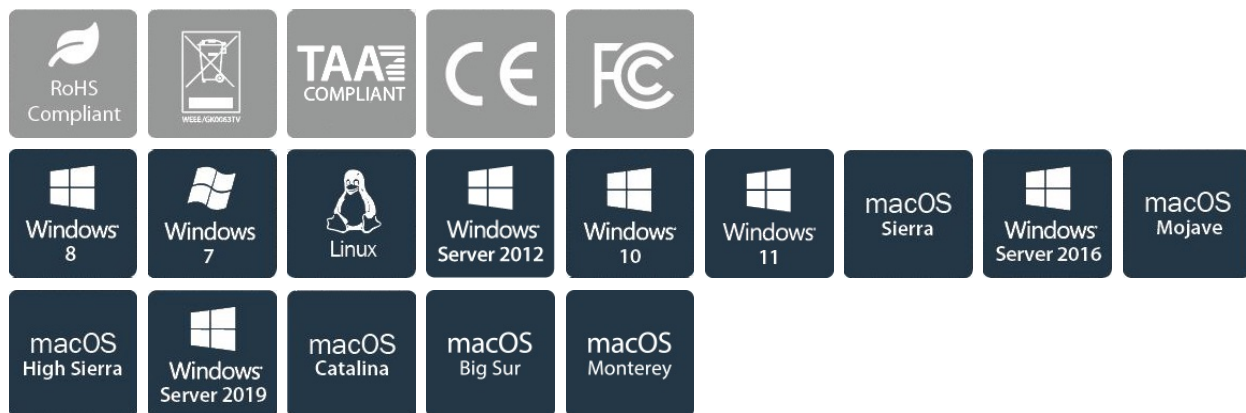 RoHS
Compliant
WEEE/GK0063TV
TAA
COMPLIANT
CE
FC
Windows
8
Windows
7
Linux
Windows
Server 2012
Windows
10
Windows
11
macOS
Sierra
Windows
Server 2016
macOS
Mojave
macOS
High Sierra
Windows
Server 2019
macOS
Catalina
macOS
Big Sur
macOS
Monterey